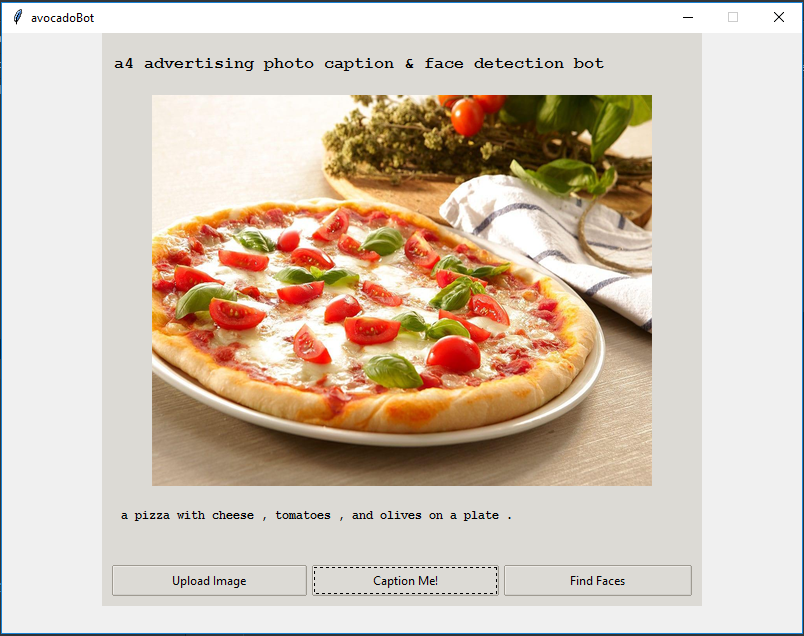 avocadoBot
a4 advertising photo caption & face detection bot
a pizza with cheese , tomatoes , and olives on a plate .
Upload Image
Caption Me!
Find Faces